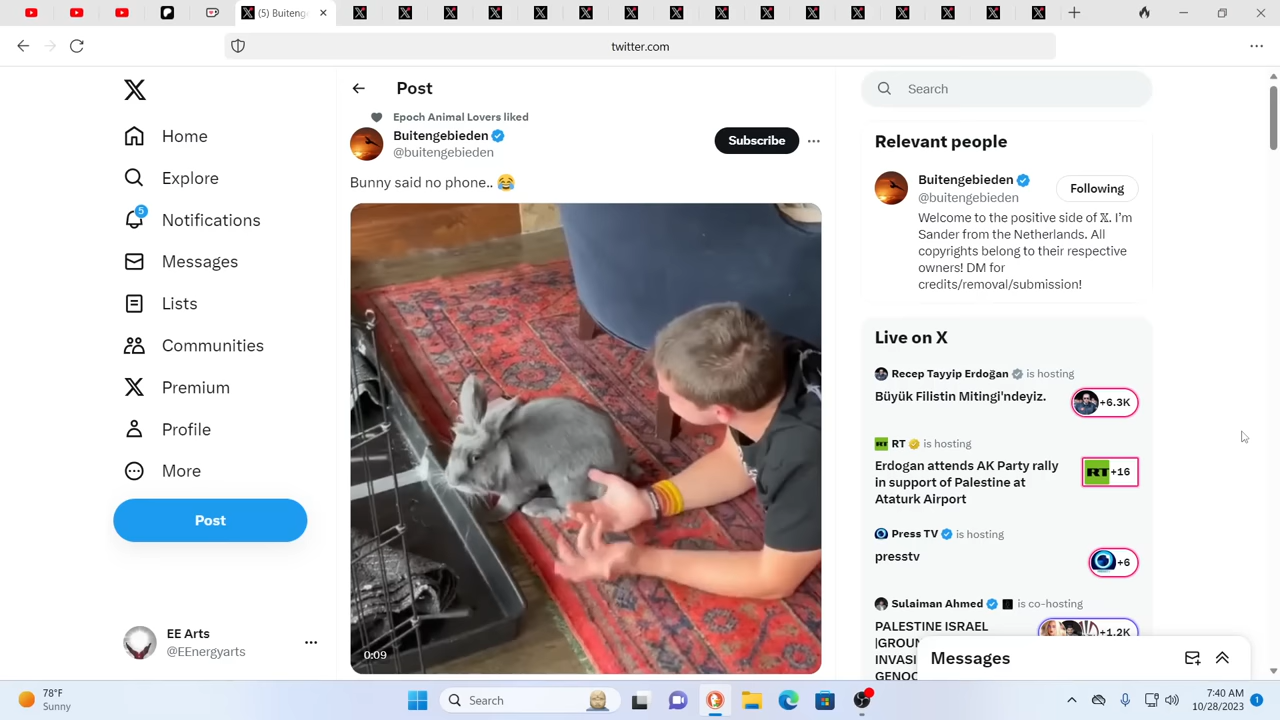 (5) Buiteng
twitter.com
Home
Explore
5
Notifications
Messages
Lists
Communities
Premium
Profile
More
Post
EE Arts
@EEnergyarts
Post
Epoch Animal Lovers liked
Buitengebieden
@buitengebieden
Subscribe
Bunny said no phone.. 😂
0:09
Search
Relevant people
Buitengebieden
@buitengebieden
Following
Welcome to the positive side of 𝕏. I'm
Sander from the Netherlands. All
copyrights belong to their respective
owners! DM for
credits/removal/submission!
Live on X
Recep Tayyip Erdoğan is hosting
Büyük Filistin Mitingi'ndeyiz.
+6.3K
RT is hosting
Erdogan attends AK Party rally
in support of Palestine at
Ataturk Airport
RT +16
Press TV is hosting
presstv
+6
Sulaiman Ahmed is co-hosting
PALESTINE ISRAEL
|GROUN
INVASI
GENOC
+1.2K
Messages
78°F
Sunny
Search
7:40 AM
10/28/2023
1